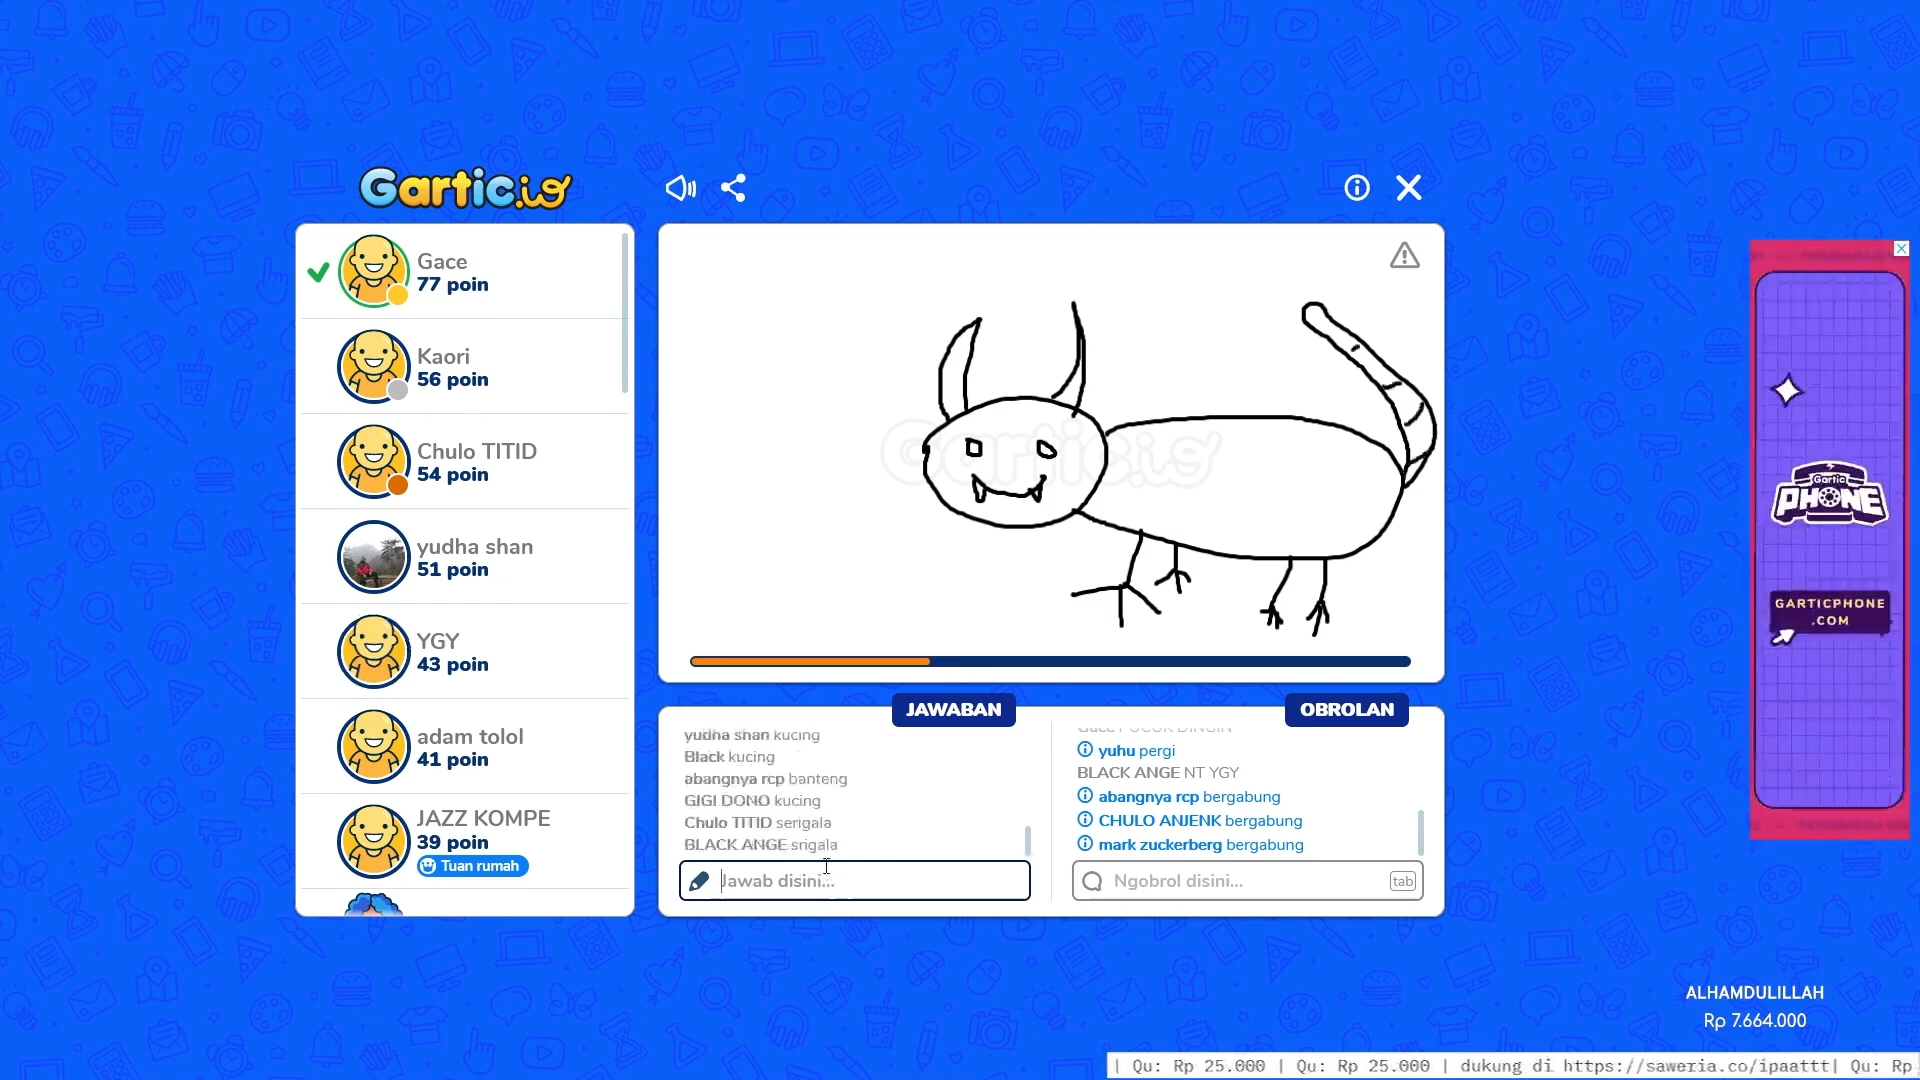 Gartic.io
Gace
77 poin
Kaori
56 poin
Chulo TITID
54 poin
yudha shan
51 poin
YGY
43 poin
adam tolol
41 poin
JAZZ KOMPE
39 poin
Tuan rumah
Gartic.io
JAWABAN
yudha shan kucing
Black kucing
abangnya rcp banteng
GIGI DONO kucing
Chulo TITID serigala
BLACK ANGE srigala
Jawab disini...
OBROLAN
yuhu pergi
BLACK ANGE NT YGY
abangnya rcp bergabung
CHULO ANJENK bergabung
mark zuckerberg bergabung
Ngobrol disini...
tab
Gartic
PHONE
GARTICPHONE
.COM
ALHAMDULILLAH
Rp 7.664.000
| Qu: Rp 25.000 | Qu: Rp 25.000 | dukung di https://saweria.co/ipaattt| Qu: Rp